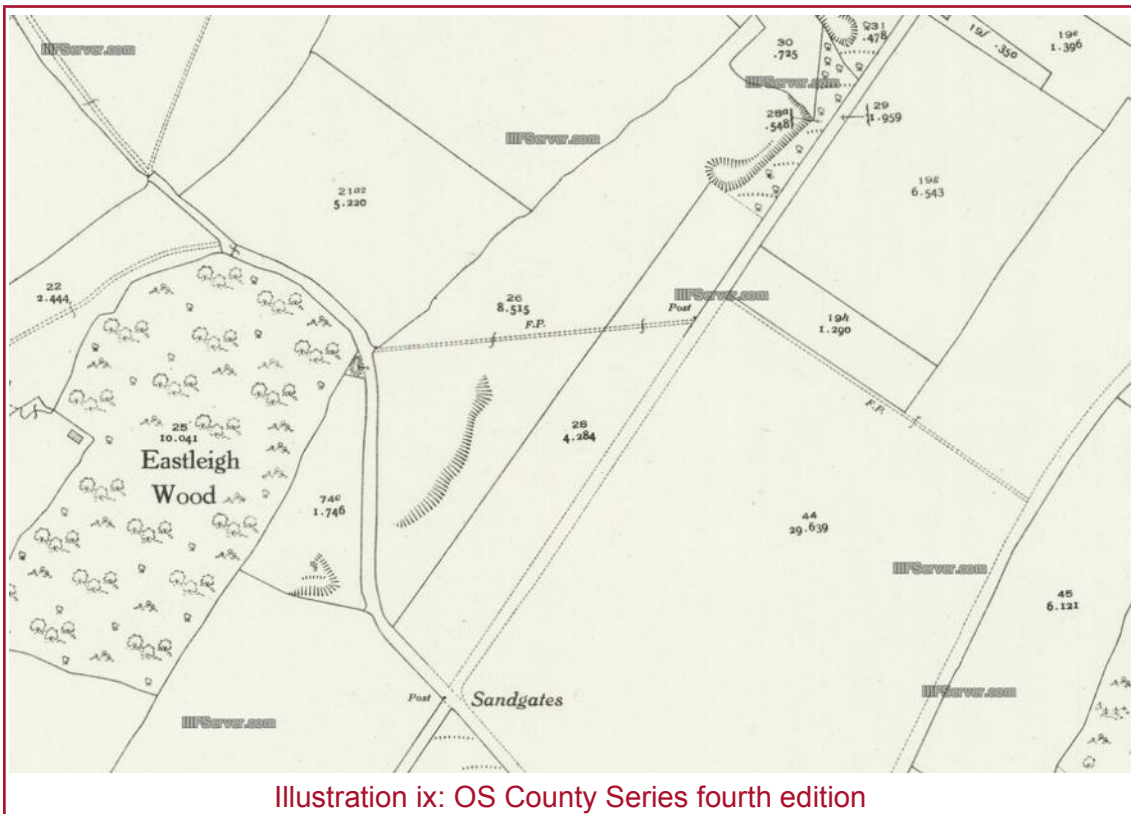 30
.725
231
.478
19f .350
19e
1.396
IIIFServer.com
IIIFServer.com
IIIFServer.com
28a
.548
29
1.959
21a2
5.220
19g
6.543
22
2.444
26
8.515
F.P.
Post
IIIFServer.com
19h
1.290
F.P.
25
10.041
Eastleigh
Wood
28
4.284
74c
1.746
44
29.639
IIIFServer.com
45
6.121
Post
Sandgates
IIIFServer.com
IIIFServer.com
Illustration ix: OS County Series fourth edition